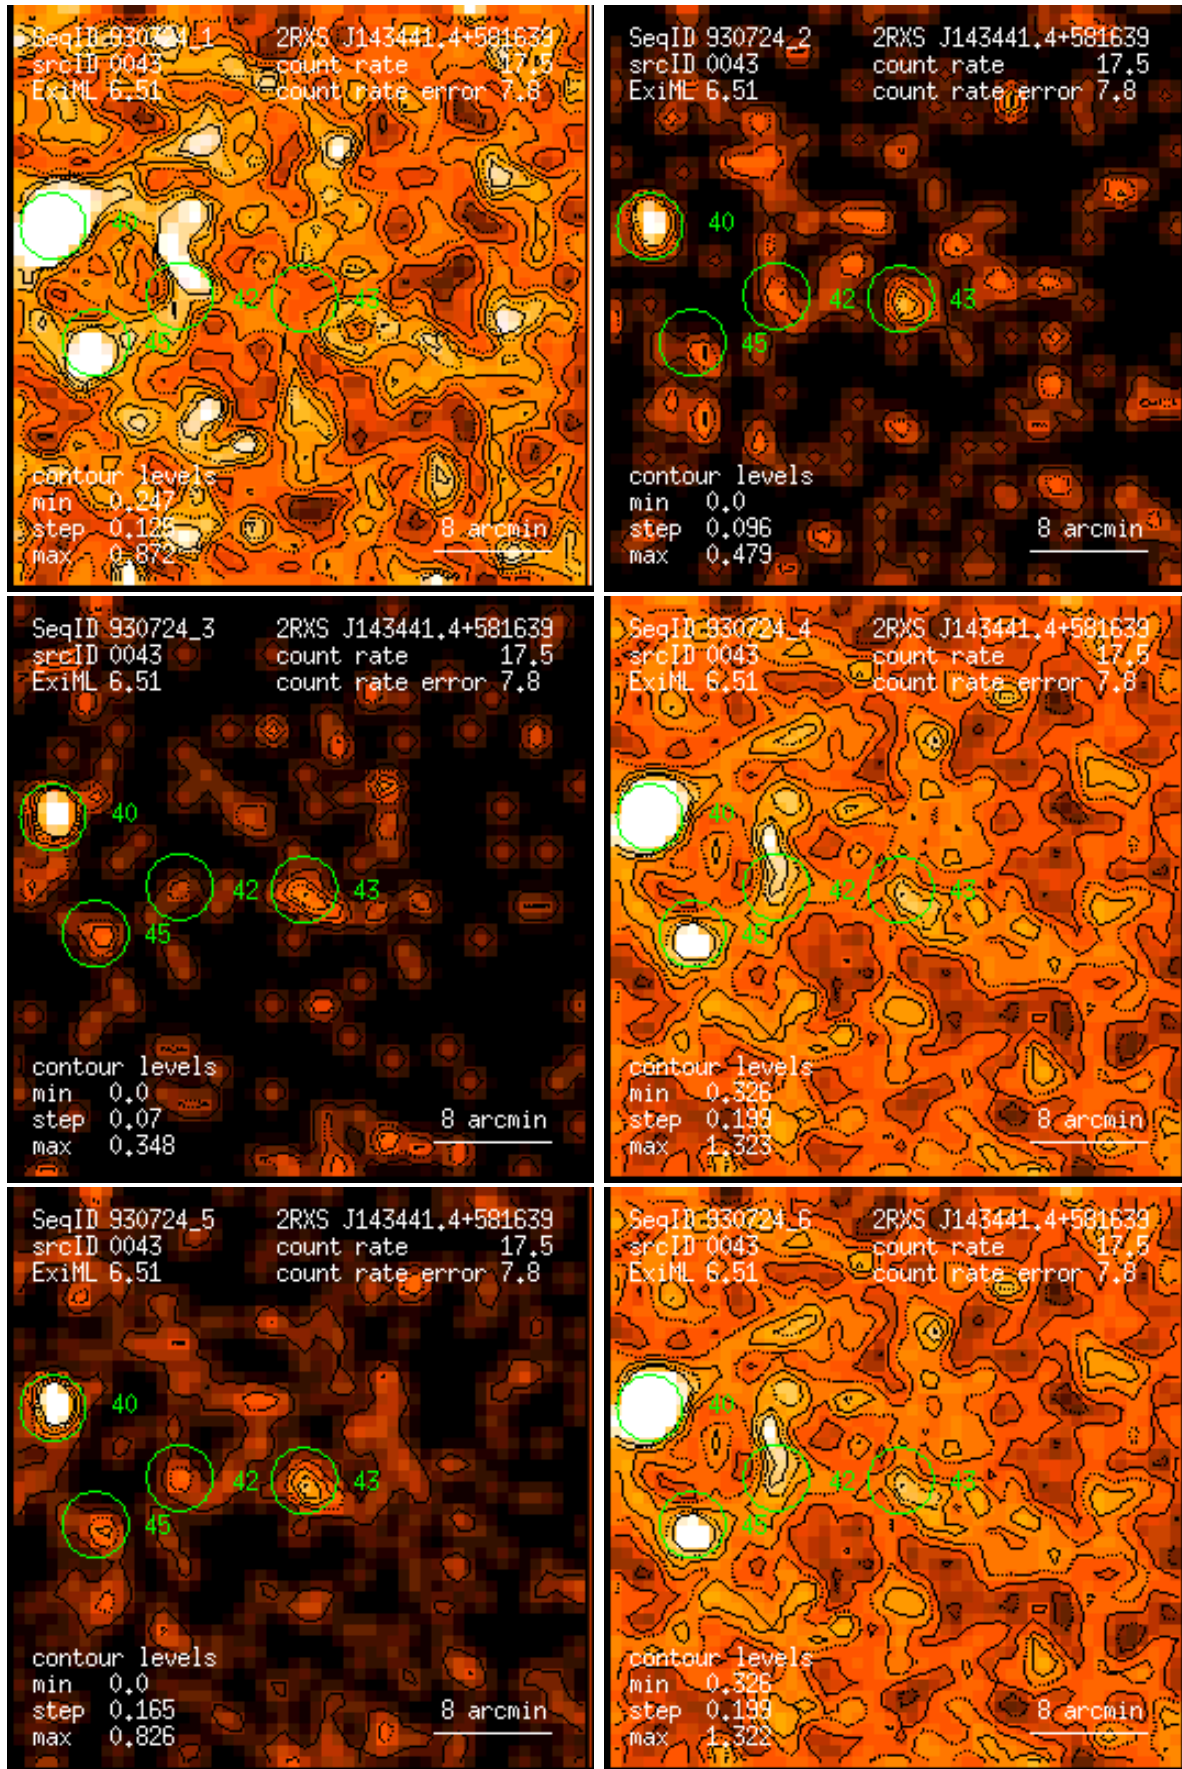 SeqID 930724_1 2RXS J143441.4+581639
srcID 0043 count rate 17.5
ExiML 6.51 count rate error 7.8
40
42 43
45
contour levels
min 0.247
step 0.125
max 0.872
8 arcmin
SeqID 930724_2 2RXS J143441.4+581639
srcID 0043 count rate 17.5
ExiML 6.51 count rate error 7.8
40
42 43
45
contour levels
min 0.0
step 0.096
max 0.479
8 arcmin
SeqID 930724_3 2RXS J143441.4+581639
srcID 0043 count rate 17.5
ExiML 6.51 count rate error 7.8
40
42 43
45
contour levels
min 0.0
step 0.07
max 0.348
8 arcmin
SeqID 930724_4 2RXS J143441.4+581639
srcID 0043 count rate 17.5
ExiML 6.51 count rate error 7.8
40
42 43
45
contour levels
min 0.326
step 0.199
max 1.323
8 arcmin
SeqID 930724_5 2RXS J143441.4+581639
srcID 0043 count rate 17.5
ExiML 6.51 count rate error 7.8
40
42 43
45
contour levels
min 0.0
step 0.165
max 0.826
8 arcmin
SeqID 930724_6 2RXS J143441.4+581639
srcID 0043 count rate 17.5
ExiML 6.51 count rate error 7.8
40
42 43
45
contour levels
min 0.326
step 0.199
max 1.322
8 arcmin